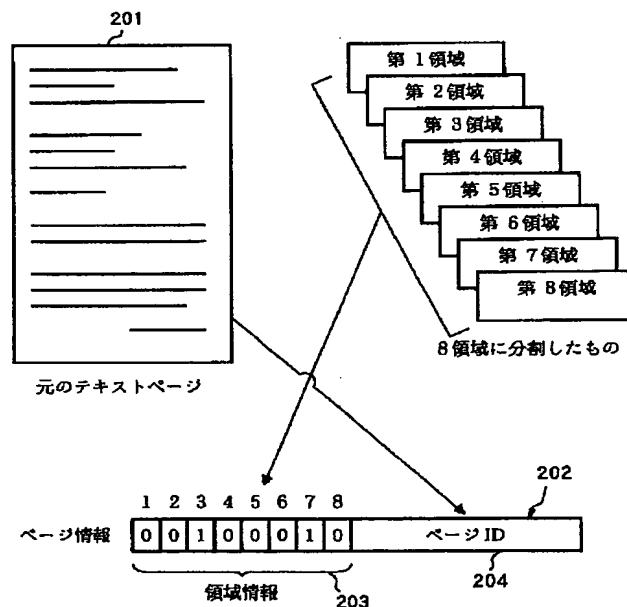 201
第 1 領域
第 2 領域
第 3 領域
第 4 領域
第 5 領域
第 6 領域
第 7 領域
第 8 領域
8 領域に分割したもの
元のテキストページ
202
1 2 3 4 5 6 7 8
ページ情報 0 0 1 0 0 0 1 0 ページ ID
領域情報 203 204